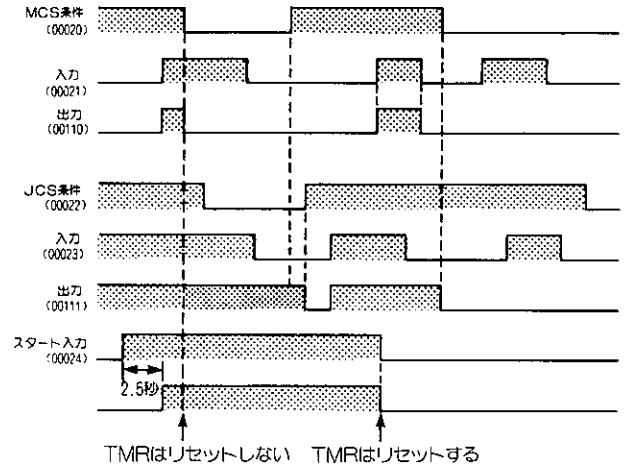 MCS条件
(00020)
入力
(00021)
出力
(00110)
JCS条件
(00022)
入力
(00023)
出力
(00111)
スタート入力
(00024)
2.5秒
TMRはリセットしない TMRはリセットする